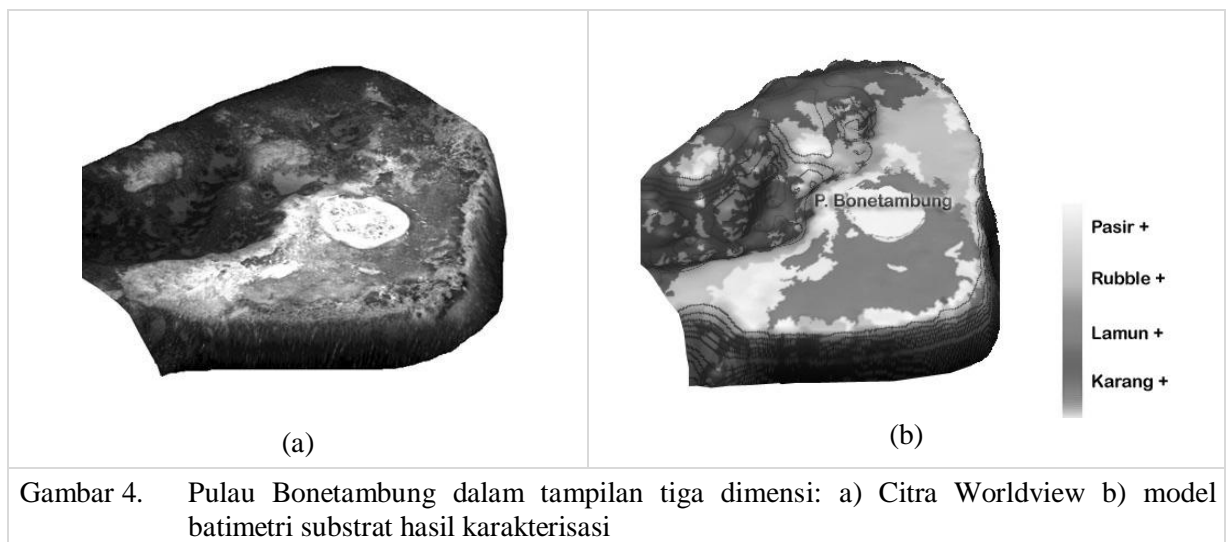 P. Bonetambung
Pasir +
Rubble +
Lamun +
Karang +
(a)
(b)
Gambar 4. Pulau Bonetambung dalam tampilan tiga dimensi: a) Citra Worldview b) model
batimetri substrat hasil karakterisasi